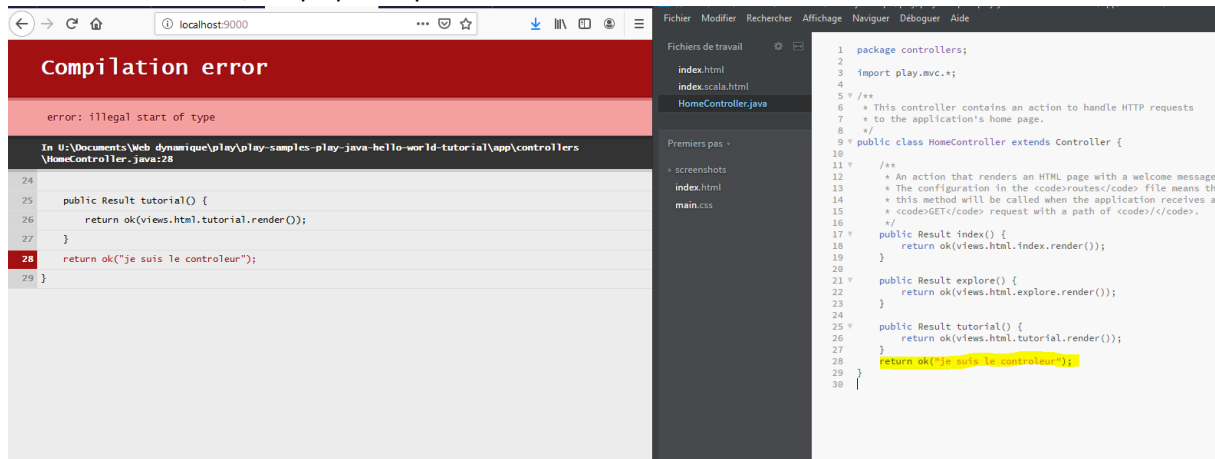 localhost:9000
Compilation error
error: illegal start of type
In U:\Documents\Web dynamique\play\play-samples-play-java-hello-world-tutorial\app\controllers
\HomeController.java:28
24
25 public Result tutorial() {
26 return ok(views.html.tutorial.render());
27 }
28 return ok("je suis le controleur");
29 }
Fichier Modifier Rechercher Affichage Naviguer Déboguer Aide
Fichiers de travail
index.html
index.scala.html
HomeController.java
Premiers pas
screenshots
index.html
main.css
1 package controllers;
2
3 import play.mvc.*;
4
5 /**
6 * This controller contains an action to handle HTTP requests
7 * to the application's home page.
8 */
9 public class HomeController extends Controller {
10
11 /**
12 * An action that renders an HTML page with a welcome message
13 * The configuration in the <code>routes</code> file means th
14 * this method will be called when the application receives a
15 * <code>GET</code> request with a path of <code>/</code>.
16 */
17 public Result index() {
18 return ok(views.html.index.render());
19 }
20
21 public Result explore() {
22 return ok(views.html.explore.render());
23 }
24
25 public Result tutorial() {
26 return ok(views.html.tutorial.render());
27 }
28 return ok("je suis le controleur");
29 }
30